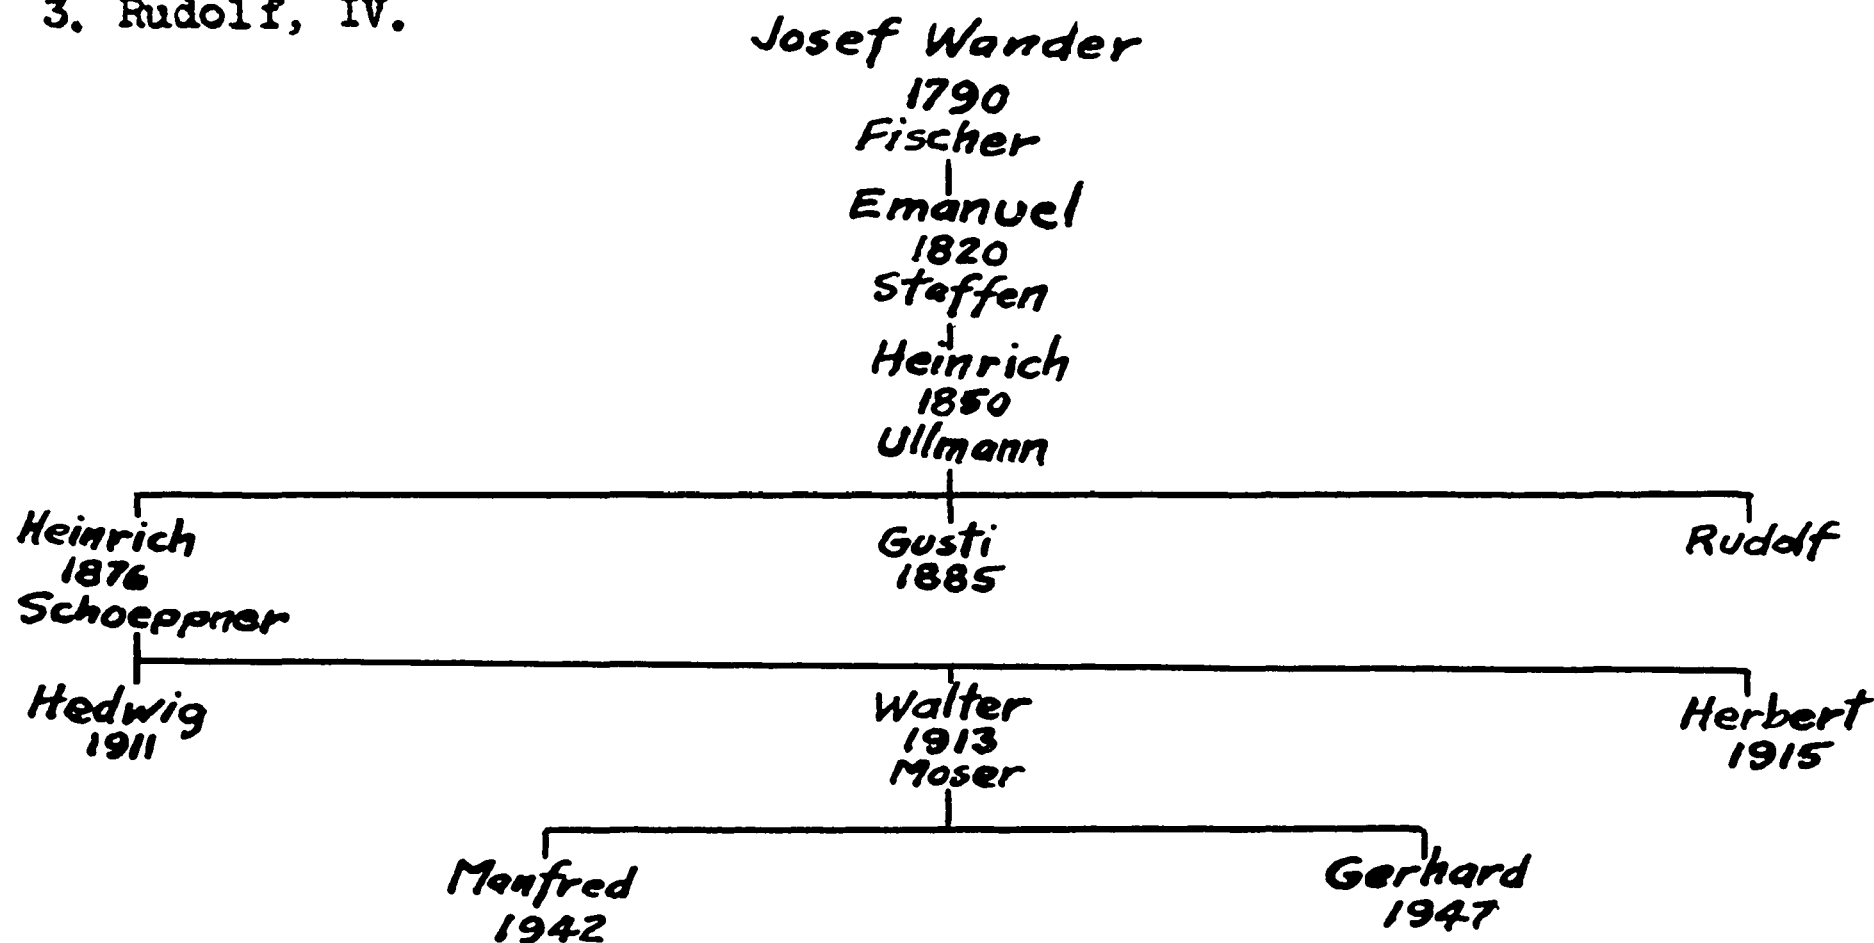 3. Rudolf, IV.
Josef Wander
1790
Fischer
Emanuel
1820
Staffen
Heinrich
1850
Ullmann
Heinrich
1876
Schoeppner
Gusti
1885
Rudolf
Hedwig
1911
Walter
1913
Moser
Herbert
1915
Manfred
1942
Gerhard
1947